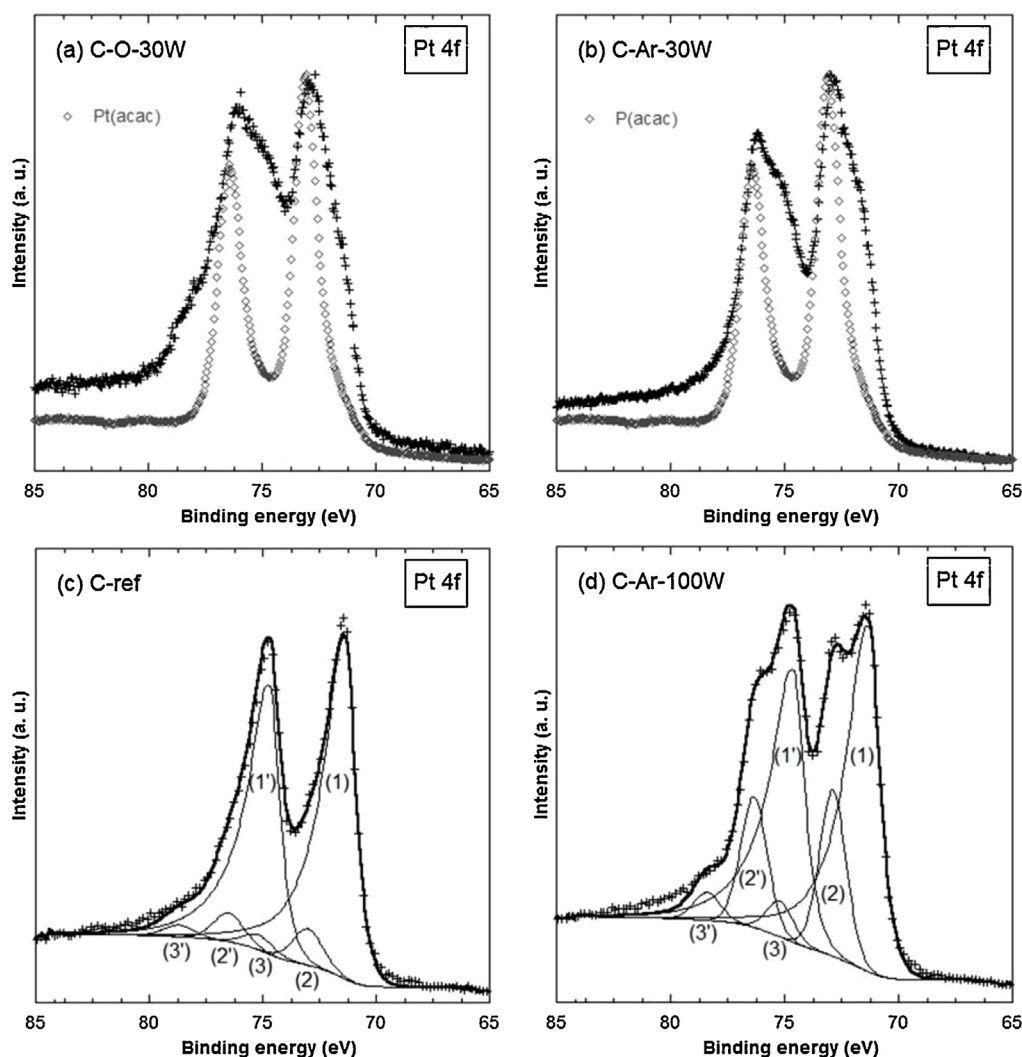 (a) C-O-30W
Pt 4f
Pt(acac)
Intensity (a. u.)
85 80 75 70 65
Binding energy (eV)
(b) C-Ar-30W
Pt 4f
P(acac)
Intensity (a. u.)
85 80 75 70 65
Binding energy (eV)
(c) C-ref
Pt 4f
(1') (1)
(3') (2') (3) (2)
Intensity (a. u.)
85 80 75 70 65
Binding energy (eV)
(d) C-Ar-100W
Pt 4f
(1') (1)
(2') (2)
(3') (3)
Intensity (a. u.)
85 80 75 70 65
Binding energy (eV)